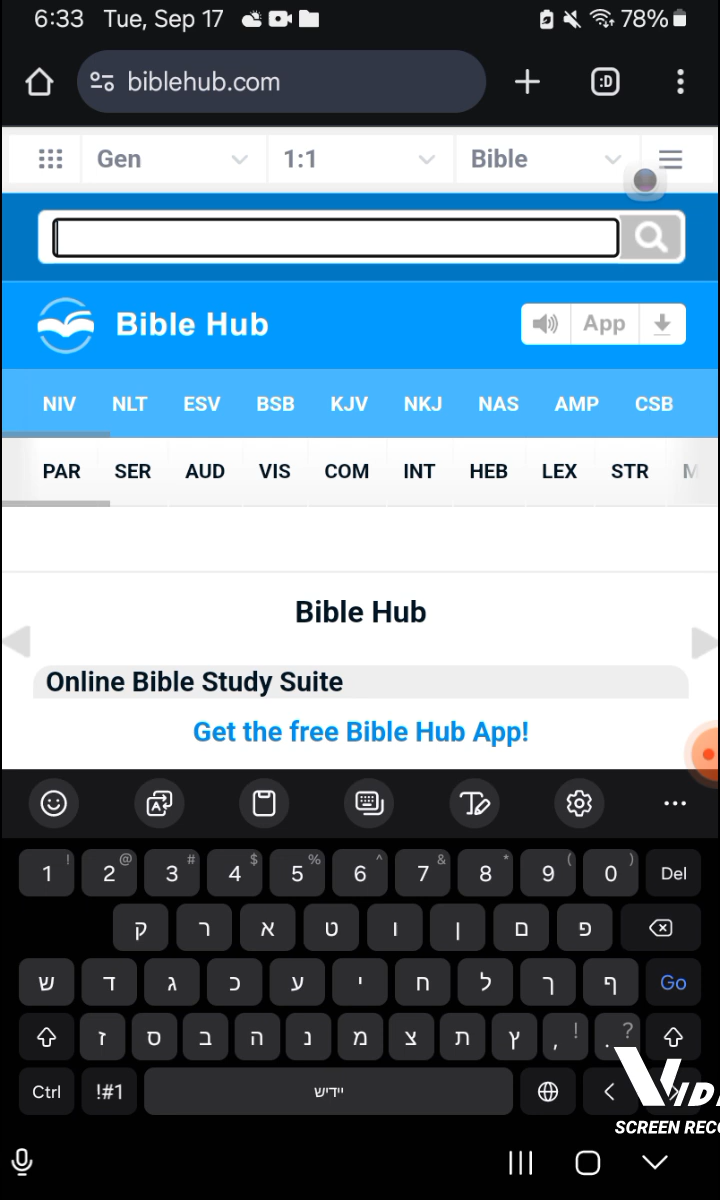 6:33 Tue, Sep 17 78%
biblehub.com :D
Gen 1:1 Bible
Bible Hub App
NIV NLT ESV BSB KJV NKJ NAS AMP CSB
PAR SER AUD VIS COM INT HEB LEX STR
Bible Hub
Online Bible Study Suite
Get the free Bible Hub App!
1 ! 2 @ 3 # 4 $ 5 % 6 ^ 7 & 8 * 9 ( 0 ) Del
ק ר א ט ו ן ם פ
ש ד ג כ ע י ח ל ך ף Go
ז ס ב ה נ מ צ ת ץ , ! . ?
Ctrl !#1 ייִדיש
SCREEN